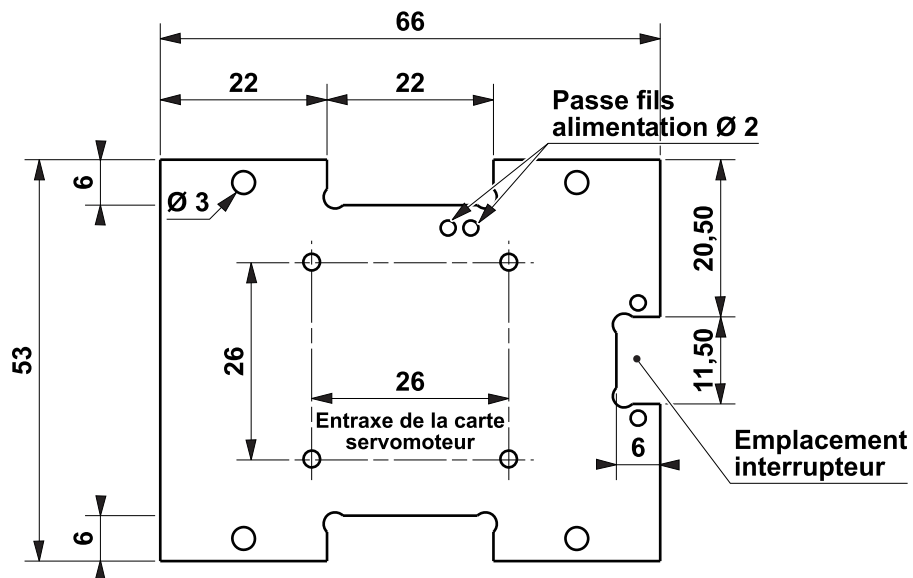 66
22
22
Passe fils
alimentation Ø 2
6
Ø 3
20,50
53
26
26
11,50
Entraxe de la carte
servomoteur
6
Emplacement
interrupteur
6